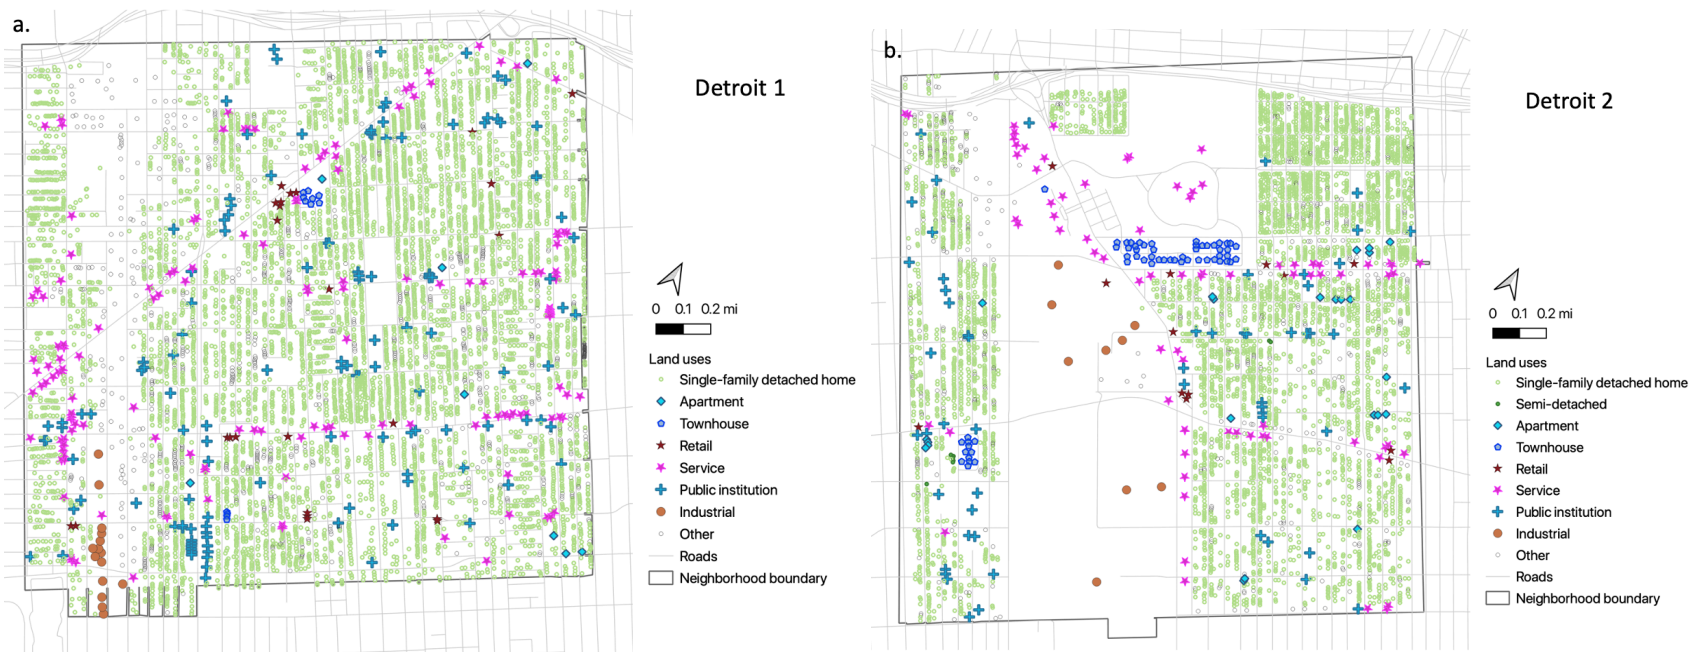 a.
Detroit 1
0 0.1 0.2 mi
Land uses
Single-family detached home
Apartment
Townhouse
Retail
Service
Public institution
Industrial
Other
Roads
Neighborhood boundary
b.
Detroit 2
0 0.1 0.2 mi
Land uses
Single-family detached home
Semi-detached
Apartment
Townhouse
Retail
Service
Public institution
Industrial
Other
Roads
Neighborhood boundary